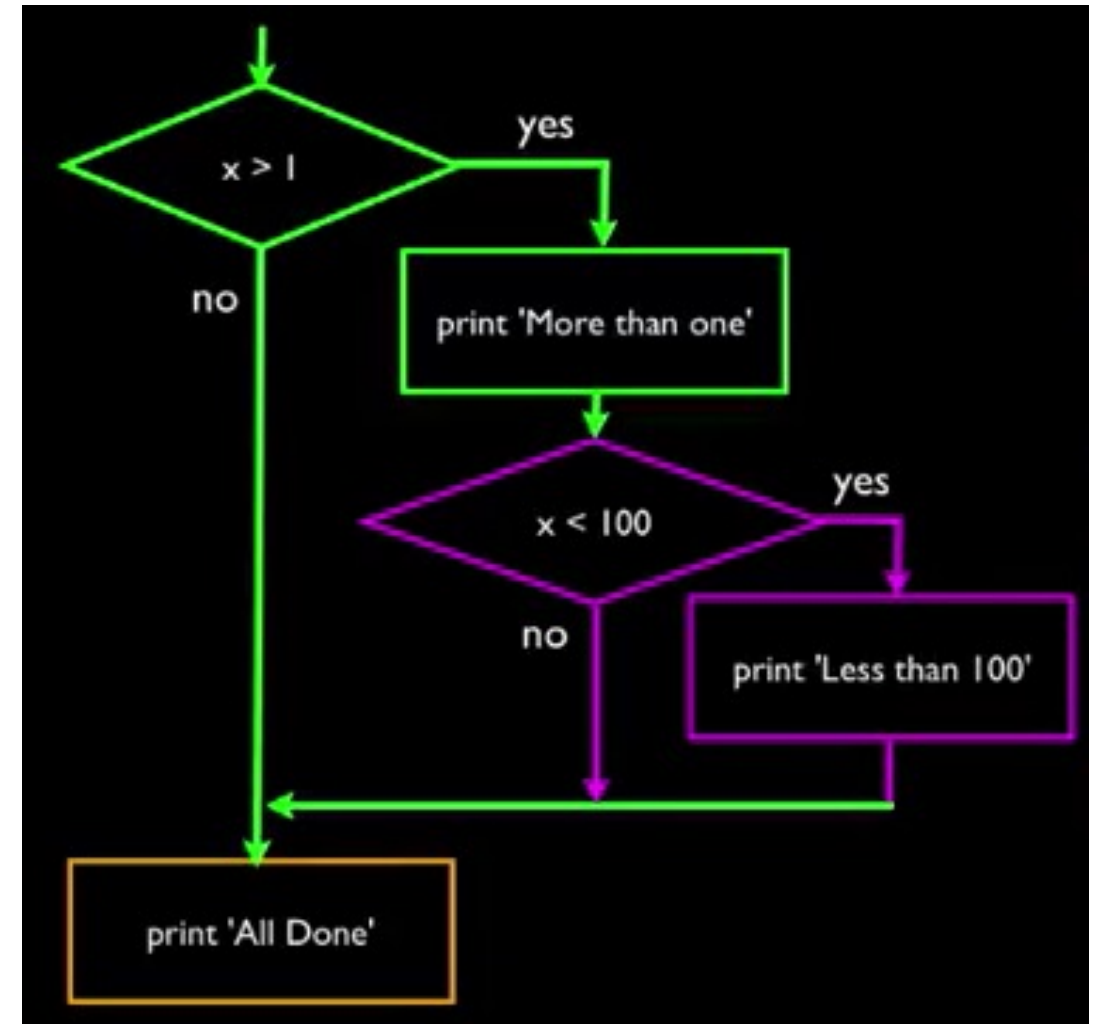 yes
x > 1
no
print 'More than one'
yes
x < 100
no
print 'Less than 100'
print 'All Done'